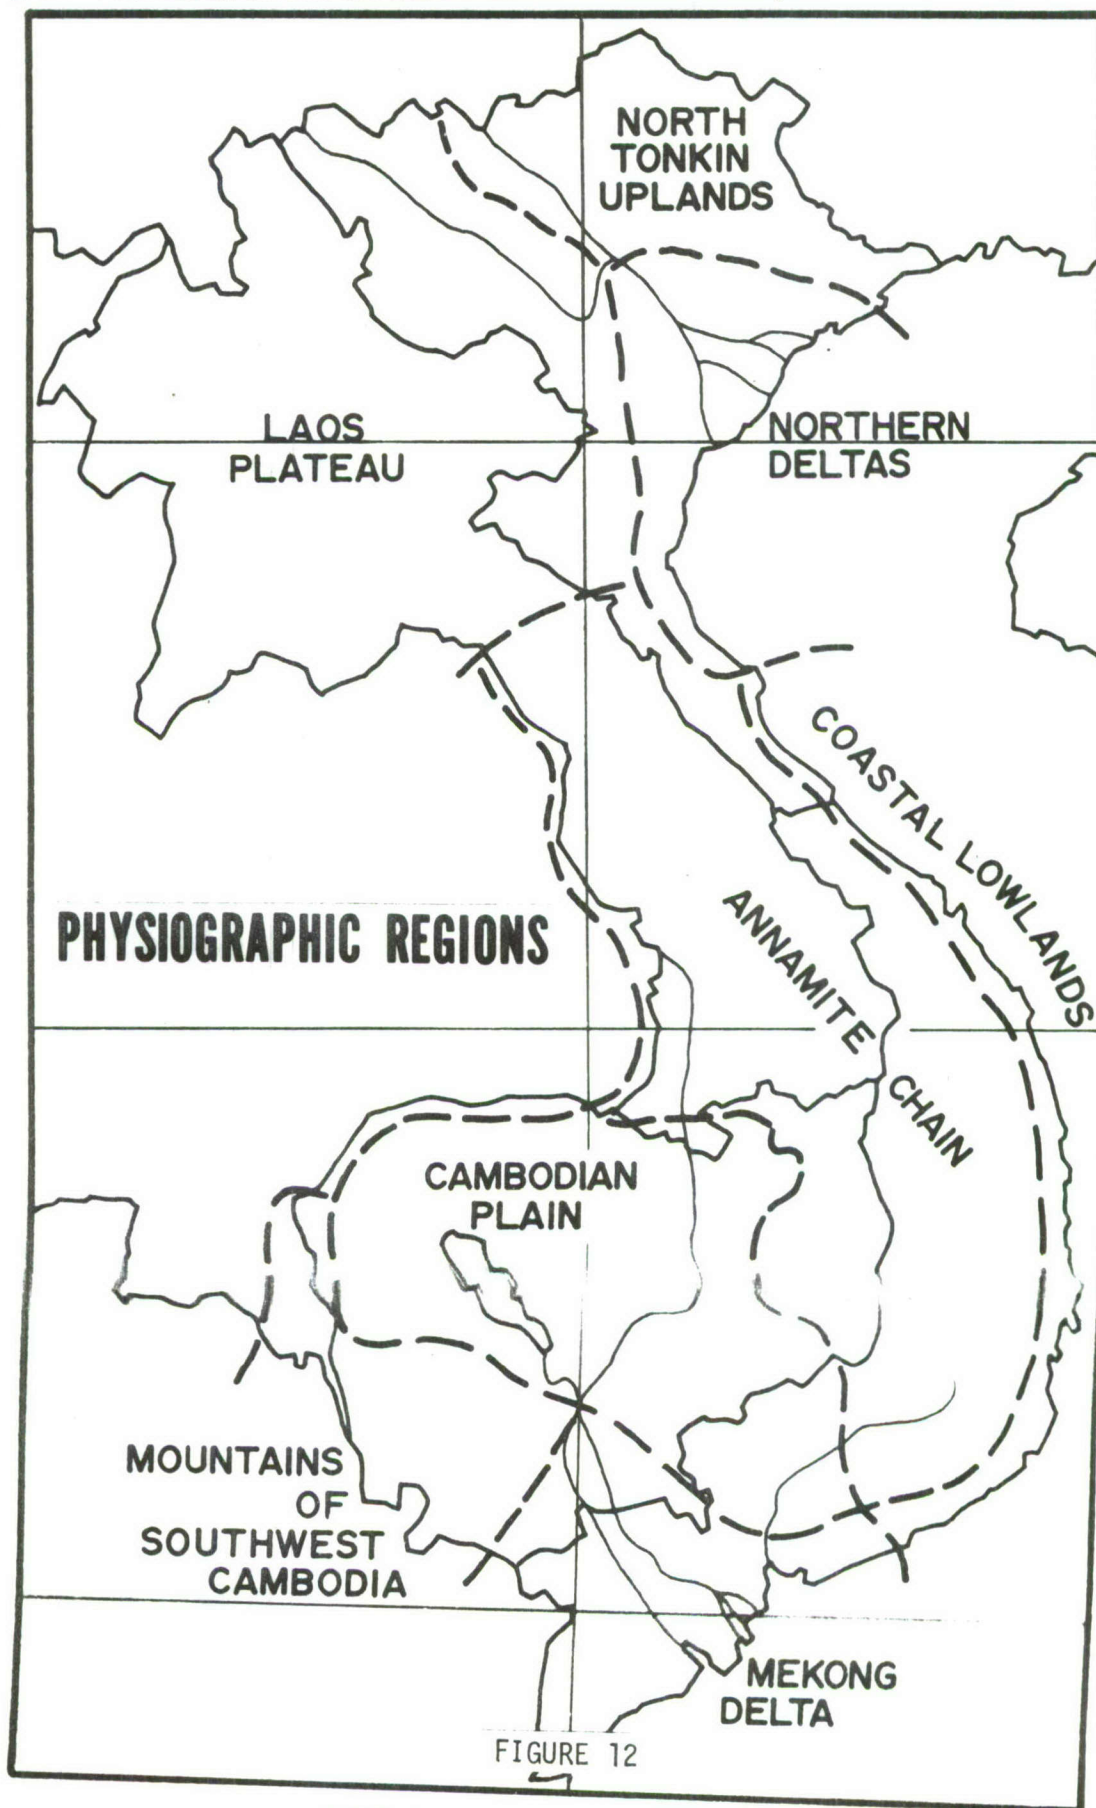 NORTH
TONKIN
UPLANDS
LAOS
PLATEAU
NORTHERN
DELTAS
COASTAL LOWLANDS
PHYSIOGRAPHIC REGIONS
ANNAMITE CHAIN
CAMBODIAN
PLAIN
MOUNTAINS
OF
SOUTHWEST
CAMBODIA
MEKONG
DELTA
FIGURE 12